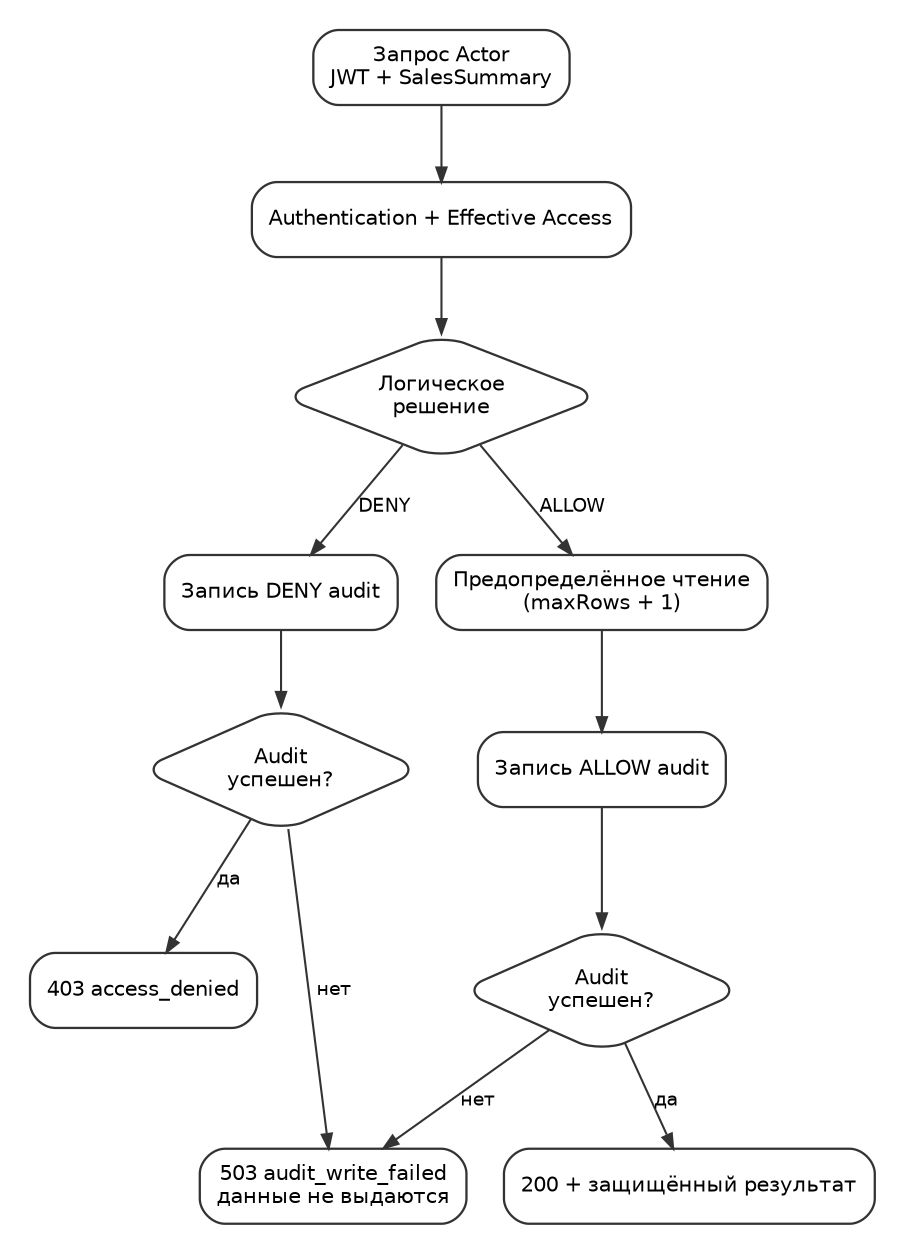 Запрос Actor
JWT + SalesSummary
Authentication + Effective Access
Логическое
решение
DENY
ALLOW
Запись DENY audit
Предопределённое чтение
(maxRows + 1)
Audit
успешен?
Запись ALLOW audit
да
403 access_denied
нет
Audit
успешен?
нет
да
503 audit_write_failed
данные не выдаются
200 + защищённый результат